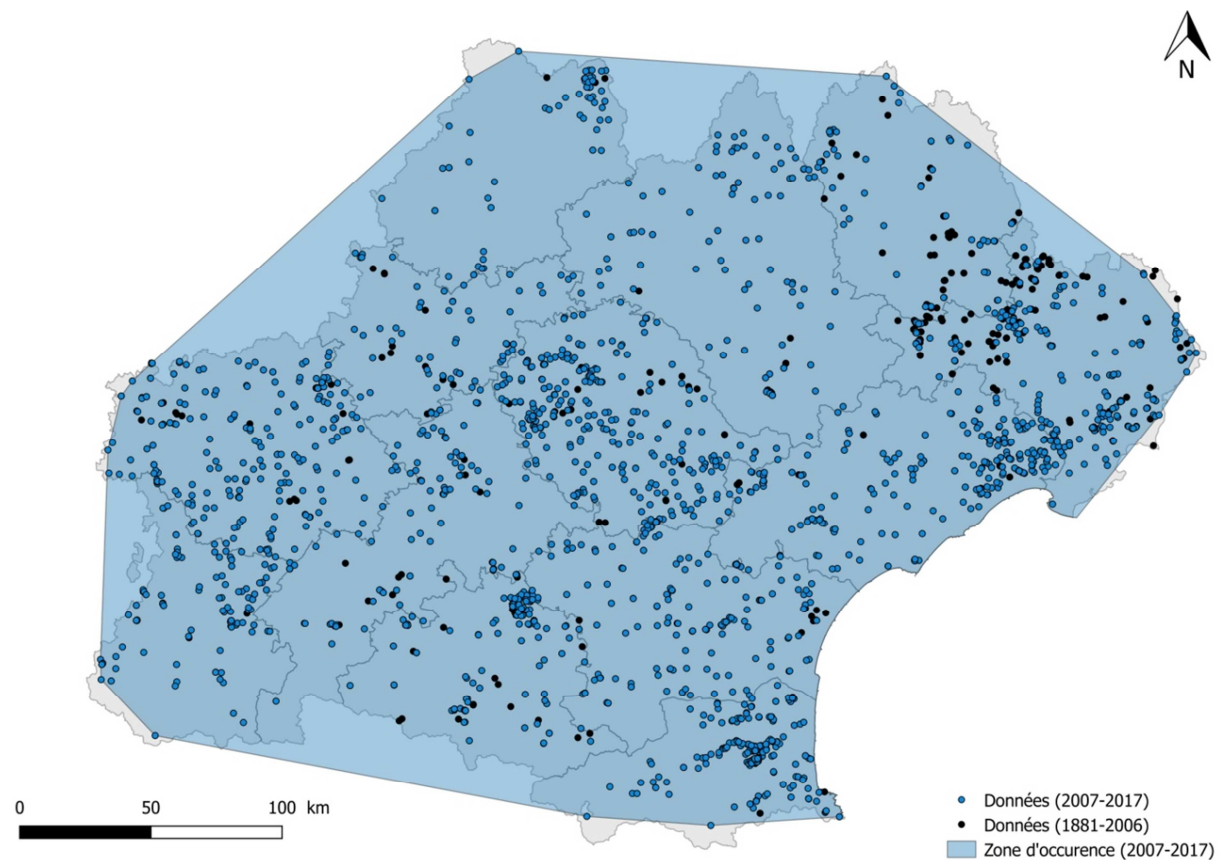 N
0 50 100 km
Données (2007-2017)
Données (1881-2006)
Zone d'occurence (2007-2017)